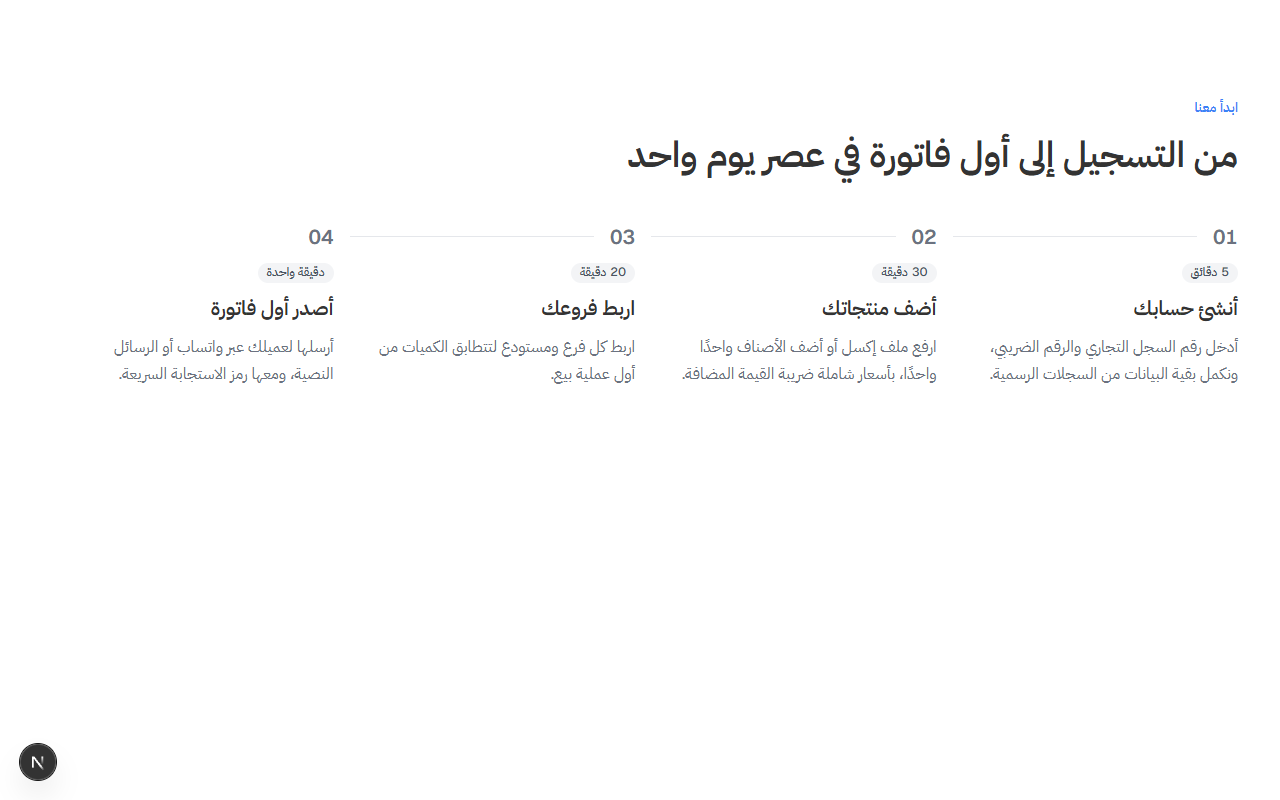 ابدأ معنا
من التسجيل إلى أول فاتورة في عصر يوم واحد
01
5 دقائق
أنشئ حسابك
أدخل رقم السجل التجاري والرقم الضريبي،
ونكمل بقية البيانات من السجلات الرسمية.
02
30 دقيقة
أضف منتجاتك
ارفع ملف إكسل أو أضف الأصناف واحدًا
واحدًا، بأسعار شاملة ضريبة القيمة المضافة.
03
20 دقيقة
اربط فروعك
اربط كل فرع ومستودع لتتطابق الكميات من
أول عملية بيع.
04
دقيقة واحدة
أصدر أول فاتورة
أرسلها لعميلك عبر واتساب أو الرسائل
النصية، ومعها رمز الاستجابة السريعة.
N